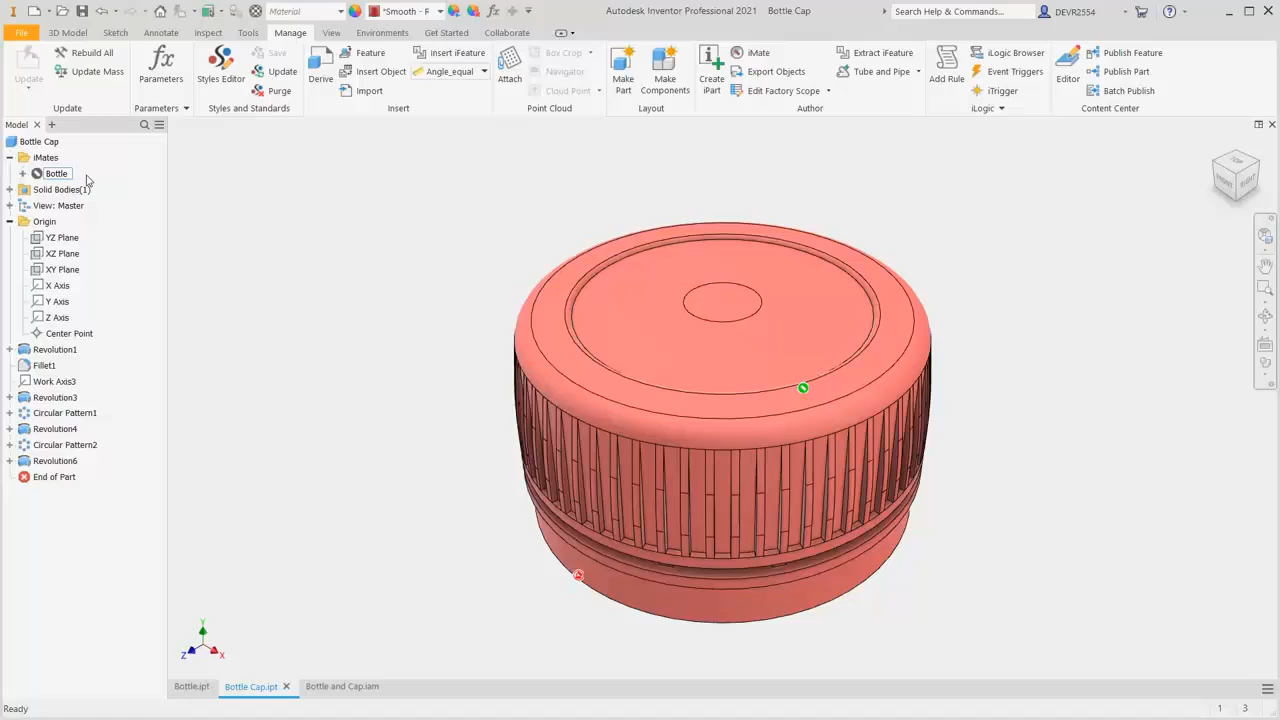 Material
*Smooth - R
Autodesk Inventor Professional 2021 Bottle Cap
Search Help & Commands...
File
3D Model
Sketch
Annotate
Inspect
Tools
Manage
View
Environments
Get Started
Collaborate
Update
Rebuild All
Update Mass
Update
Parameters
Parameters
Styles Editor
Save
Update
Purge
Styles and Standards
Derive
Feature
Insert Object
Import
Insert iFeature
Angle_equal
Insert
Attach
Box Crop
Navigator
Cloud Point
Point Cloud
Make Part
Make Components
Layout
Create iPart
iMate
Export Objects
Edit Factory Scope
Extract iFeature
Tube and Pipe
Author
Add Rule
iLogic Browser
Event Triggers
iTrigger
iLogic
Editor
Publish Feature
Publish Part
Batch Publish
Content Center
Model
Bottle Cap
iMates
Bottle
Solid Bodies(1)
View: Master
Origin
YZ Plane
XZ Plane
XY Plane
X Axis
Y Axis
Z Axis
Center Point
Revolution1
Fillet1
Work Axis3
Revolution3
Circular Pattern1
Revolution4
Circular Pattern2
Revolution6
End of Part
TOP
FRONT
RIGHT
Y
Z
X
Bottle.ipt
Bottle Cap.ipt
Bottle and Cap.iam
Ready
1 3